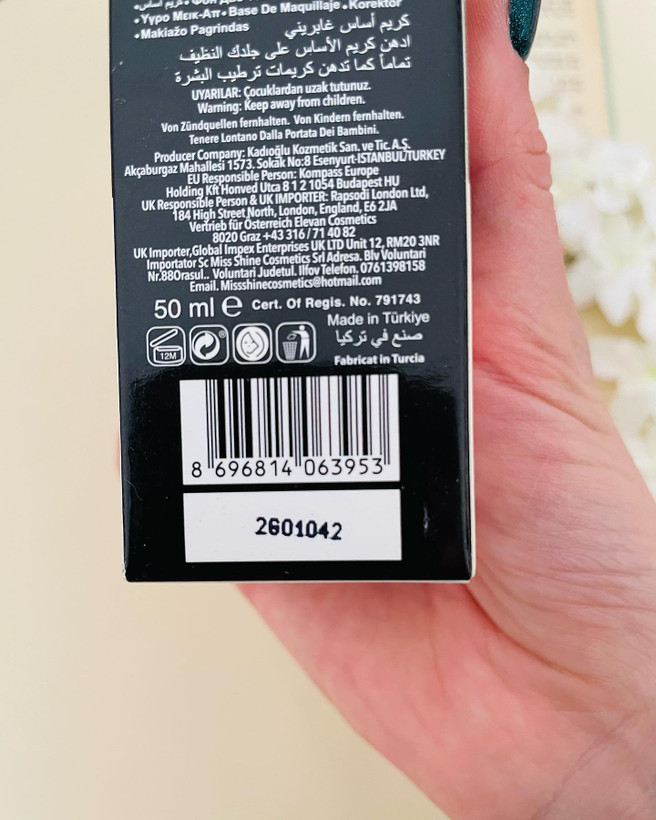 • Υγρο Μεικ-Απ • Base De Maquillaje • Korektor
• Makiažo Pagrindas
كريم أساس غابريني
ادهن كريم الأساس على جلدك النظيف
تماماً كما تدهن كريمات ترطيب البشرة
UYARILAR: Çocuklardan uzak tutunuz.
Warning: Keep away from children.
Von Zündquellen fernhalten. Von Kindern fernhalten.
Tenere Lontano Dalla Portata Dei Bambini.
Producer Company: Kadıoğlu Kozmetik San. ve Tic. A.Ş.
Akçaburgaz Mahallesi 1573. Sokak No:8 Esenyurt-İSTANBUL/TURKEY
EU Responsible Person: Kompass Europe
Holding Kft Honved Utca 8 1 2 1054 Budapest HU
UK Responsible Person & UK IMPORTER: Rapsodi London Ltd,
184 High Street North, London, England, E6 2JA
Vertrieb für Österreich Elevan Cosmetics
8020 Graz +43 316 / 71 40 82
UK Importer,Global Impex Enterprises UK LTD Unit 12, RM20 3NR
Importator Sc Miss Shine Cosmetics Srl Adresa. Blv Voluntari
Nr.88Orasul.. Voluntari Judetul. Ilfov Telefon. 0761398158
Email. Missshinecosmetics@hotmail.com
50 ml ℮ Cert. Of Regis. No. 791743
Made in Türkiye
صنع في تركيا
12M
Fabricat in Turcia
8 696814 063953
2601042